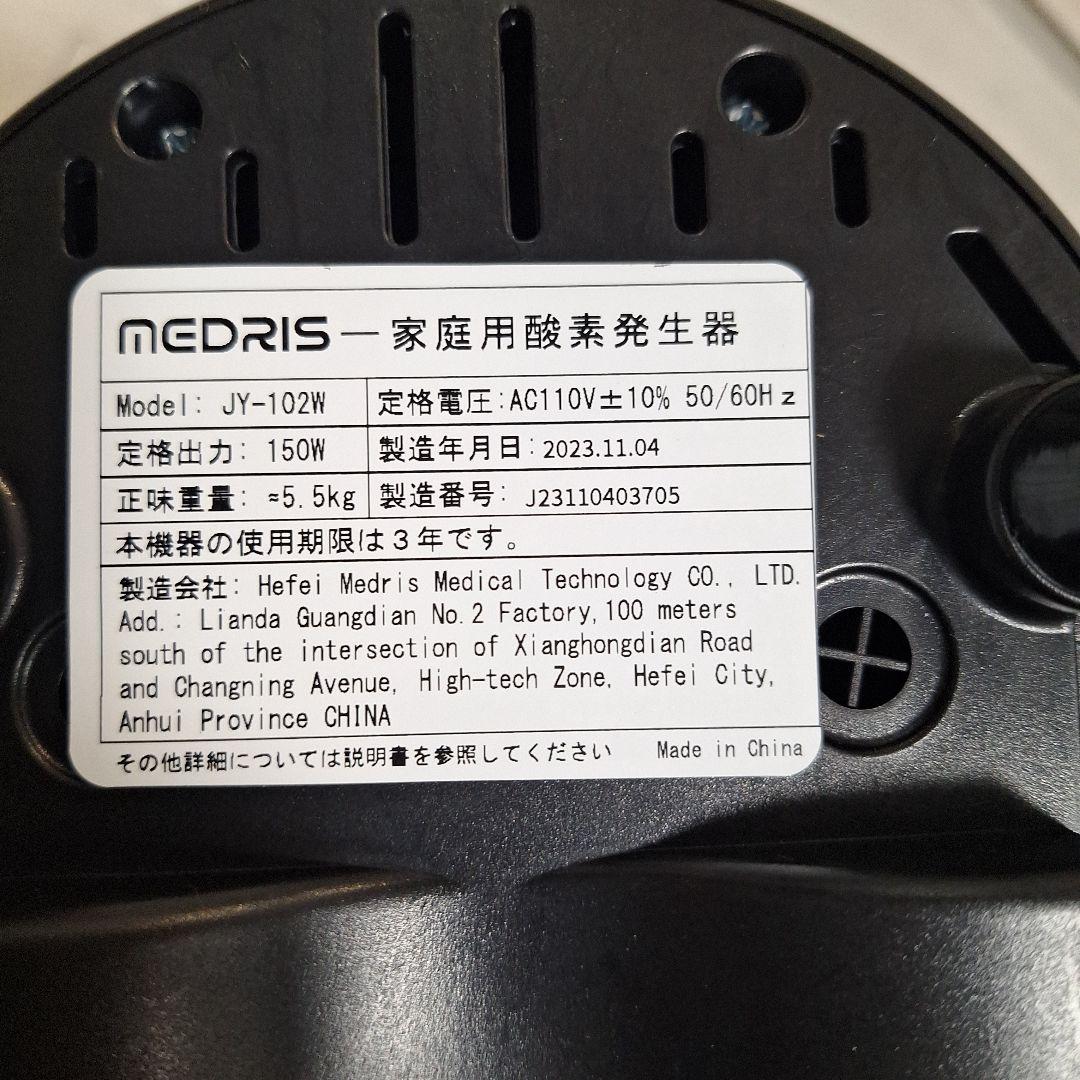 MEDRIS—家庭用酸素発生器
Model: JY-102W 定格電圧:AC110V±10% 50/60Hz
定格出力: 150W 製造年月日:2023.11.04
正味重量: ≈5.5kg 製造番号: J23110403705
本機器の使用期限は3年です。
製造会社: Hefei Medris Medical Technology CO., LTD.
Add.: Lianda Guangdian No.2 Factory,100 meters
south of the intersection of Xianghongdian Road
and Changning Avenue, High-tech Zone, Hefei City,
Anhui Province CHINA
その他詳細については説明書を参照してください Made in China